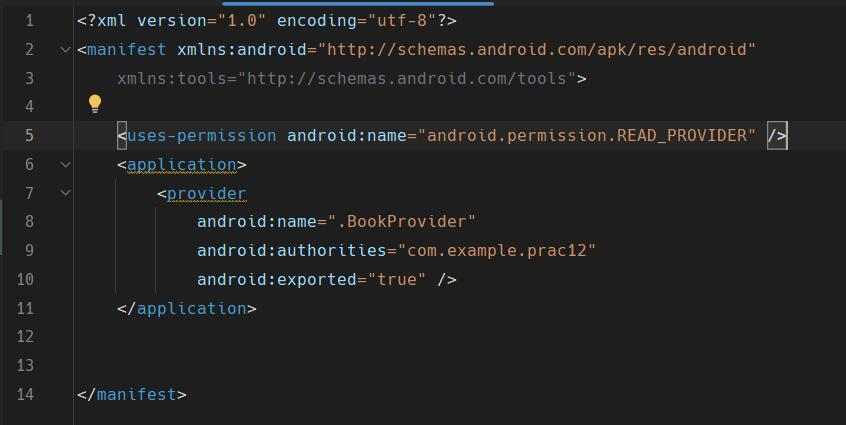 1 <?xml version="1.0" encoding="utf-8"?>
2 <manifest xmlns:android="http://schemas.android.com/apk/res/android"
3 xmlns:tools="http://schemas.android.com/tools">
4
5 <uses-permission android:name="android.permission.READ_PROVIDER" />
6 <application>
7 <provider
8 android:name=".BookProvider"
9 android:authorities="com.example.prac12"
10 android:exported="true" />
11 </application>
12
13
14 </manifest>